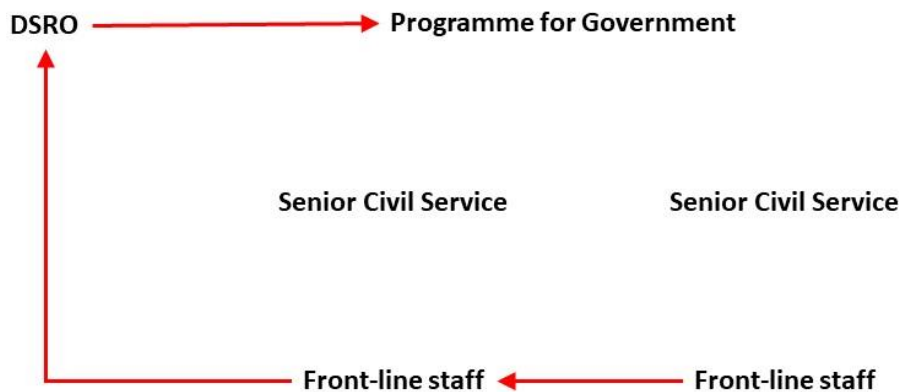 DSRO
Programme for Government
Senior Civil Service
Senior Civil Service
Front-line staff
Front-line staff